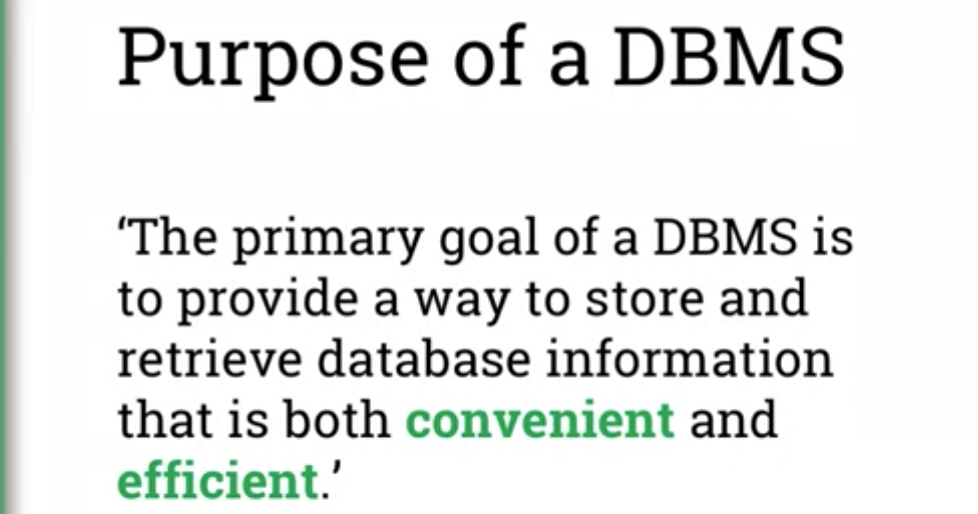 Purpose of a DBMS
‘The primary goal of a DBMS is
to provide a way to store and
retrieve database information
that is both convenient and
efficient.’